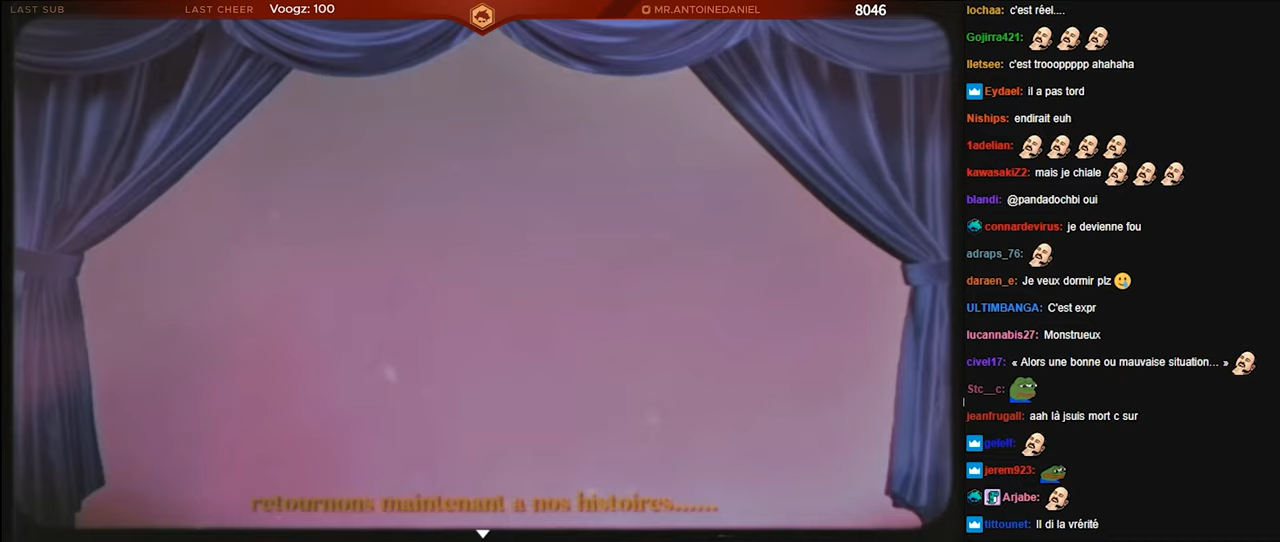 LAST SUB
LAST CHEER Voogz: 100
MR.ANTOINEDANIEL
8046
retournons maintenant a nos histoires......
lochaa: c'est réel....
Gojirra421:
lletsee: c'est troooppppp ahahaha
Eydael: il a pas tord
Niships: endirait euh
1adelian:
kawasakiZ2: mais je chiale
blandi: @pandadochbi oui
connardevirus: je devienne fou
adraps_76:
daraen_e: Je veux dormir plz
ULTIMBANGA: C'est expr
lucannabis27: Monstrueux
civel17: « Alors une bonne ou mauvaise situation... »
Stc__c:
jeanfrugall: aah là jsuis mort c sur
jerem923:
Arjabe:
tittounet: Il di la vrérité